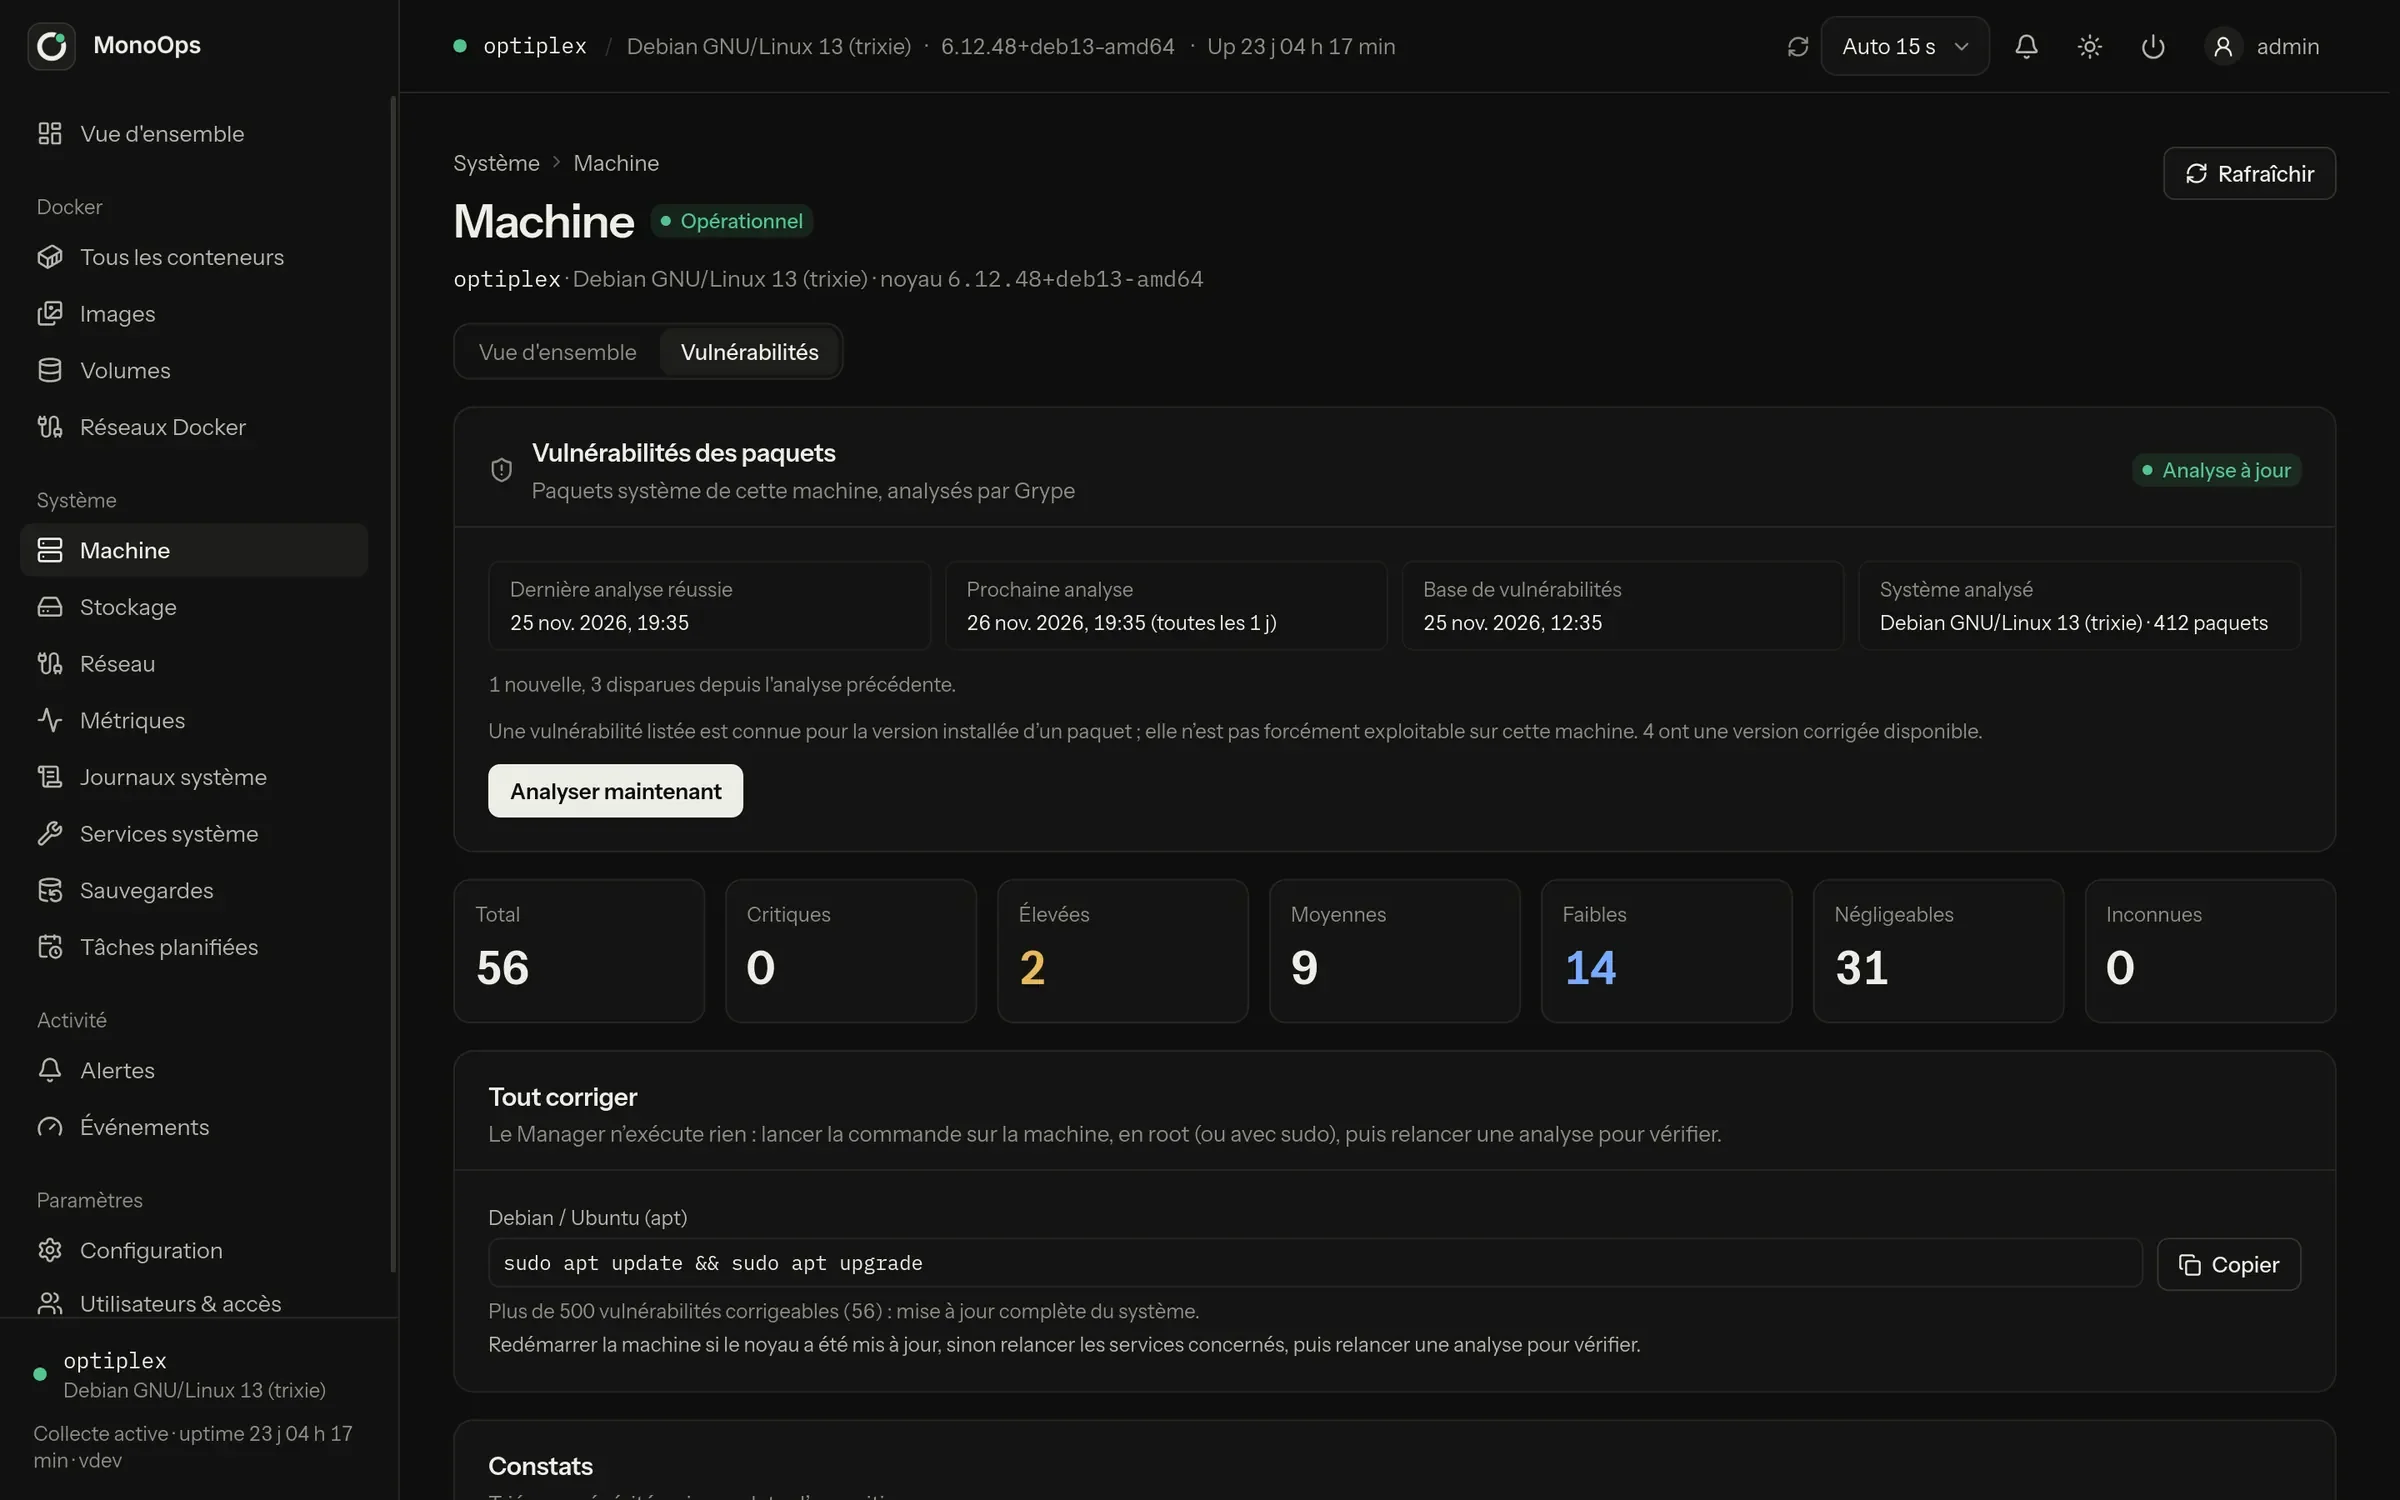 MonoOps
optiplex / Debian GNU/Linux 13 (trixie) · 6.12.48+deb13-amd64 · Up 23 j 04 h 17 min
Auto 15 s
admin
Vue d'ensemble
Docker
Tous les conteneurs
Images
Volumes
Réseaux Docker
Système
Machine
Stockage
Réseau
Métriques
Journaux système
Services système
Sauvegardes
Tâches planifiées
Activité
Alertes
Événements
Paramètres
Configuration
Utilisateurs & accès
optiplex
Debian GNU/Linux 13 (trixie)
Collecte active · uptime 23 j 04 h 17
min · vdev
Système > Machine
Rafraîchir
Machine
Opérationnel
optiplex · Debian GNU/Linux 13 (trixie) · noyau 6.12.48+deb13-amd64
Vue d'ensemble
Vulnérabilités
Vulnérabilités des paquets
Paquets système de cette machine, analysés par Grype
Analyse à jour
Dernière analyse réussie
25 nov. 2026, 19:35
Prochaine analyse
26 nov. 2026, 19:35 (toutes les 1 j)
Base de vulnérabilités
25 nov. 2026, 12:35
Système analysé
Debian GNU/Linux 13 (trixie) · 412 paquets
1 nouvelle, 3 disparues depuis l'analyse précédente.
Une vulnérabilité listée est connue pour la version installée d’un paquet ; elle n’est pas forcément exploitable sur cette machine. 4 ont une version corrigée disponible.
Analyser maintenant
Total
56
Critiques
0
Élevées
2
Moyennes
9
Faibles
14
Négligeables
31
Inconnues
0
Tout corriger
Le Manager n’exécute rien : lancer la commande sur la machine, en root (ou avec sudo), puis relancer une analyse pour vérifier.
Debian / Ubuntu (apt)
sudo apt update && sudo apt upgrade
Copier
Plus de 500 vulnérabilités corrigeables (56) : mise à jour complète du système.
Redémarrer la machine si le noyau a été mis à jour, sinon relancer les services concernés, puis relancer une analyse pour vérifier.
Constats